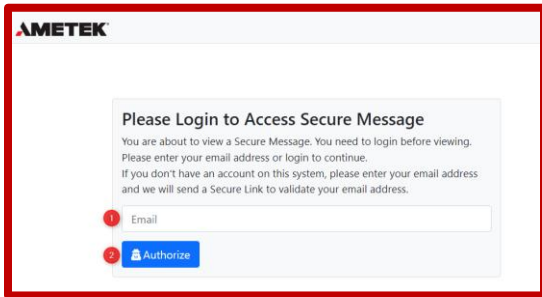 AMETEK
Please Login to Access Secure Message
You are about to view a Secure Message. You need to login before viewing.
Please enter your email address or login to continue.
If you don't have an account on this system, please enter your email address
and we will send a Secure Link to validate your email address.
1 Email
2 Authorize